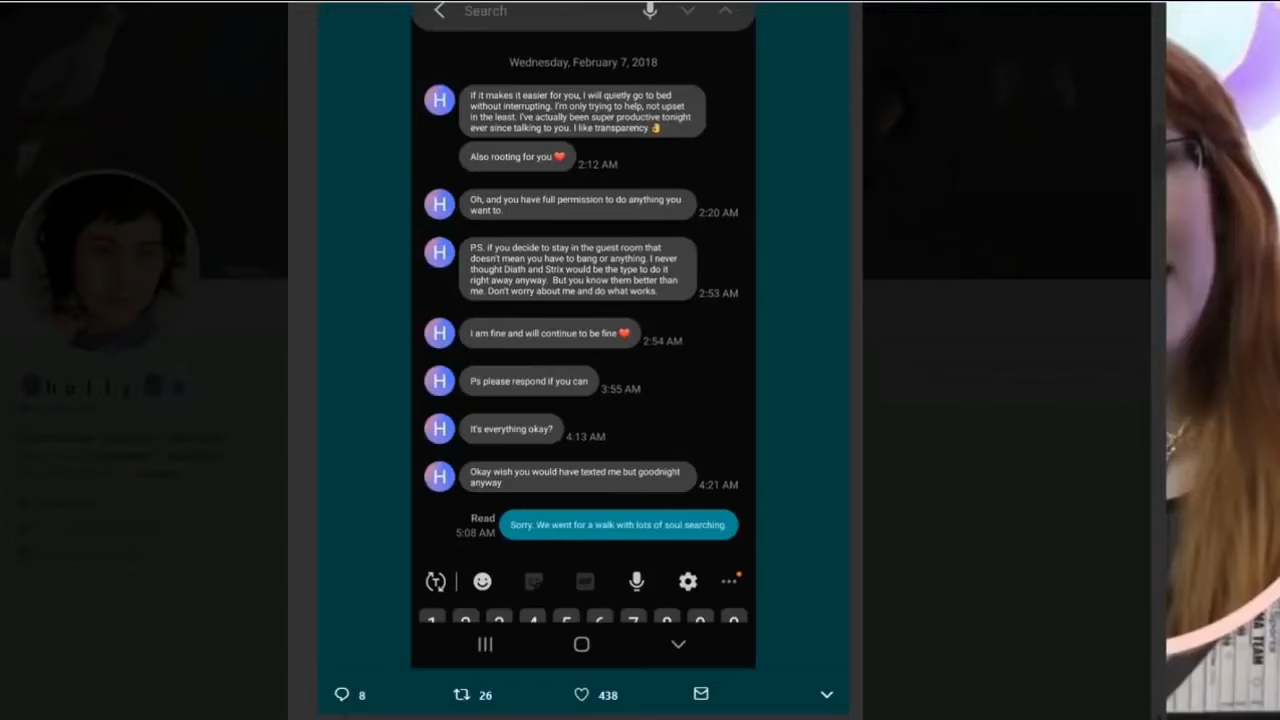 Search
Wednesday, February 7, 2018
If it makes it easier for you, I will quietly go to bed
without interrupting. I'm only trying to help, not upset
in the least. I've actually been super productive tonight
ever since talking to you. I like transparency 👌
Also rooting for you ❤️
2:12 AM
Oh, and you have full permission to do anything you
want to.
2:20 AM
P.S. if you decide to stay in the guest room that
doesn't mean you have to bang or anything. I never
thought Diath and Strix would be the type to do it
right away anyway. But you know them better than
me. Don't worry about me and do what works.
2:53 AM
I am fine and will continue to be fine ❤️
2:54 AM
Ps please respond if you can
3:55 AM
It's everything okay?
4:13 AM
Okay wish you would have texted me but goodnight
anyway
4:21 AM
Read
5:08 AM
Sorry. We went for a walk with lots of soul searching.
8
26
438